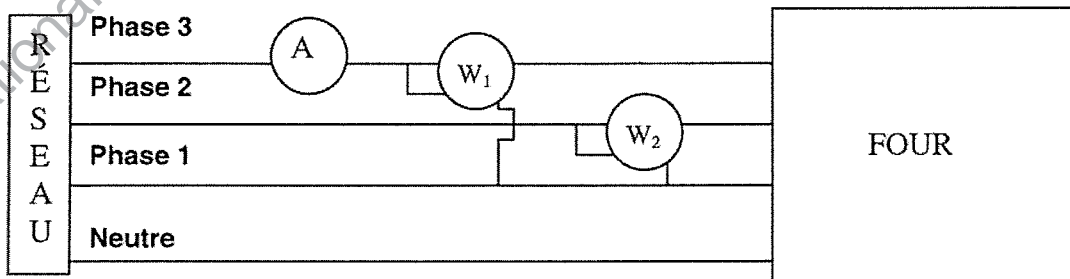 RÉSEAU
Phase 3
A
W₁
Phase 2
W₂
Phase 1
FOUR
Neutre